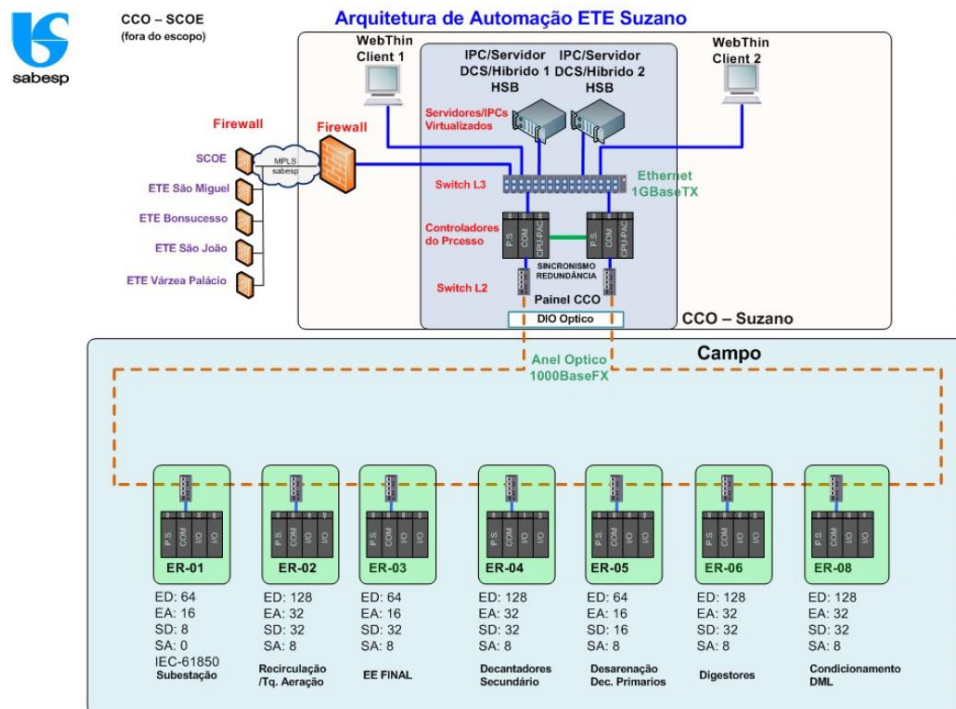 sabesp
CCO – SCOE
(fora do escopo)
Arquitetura de Automação ETE Suzano
WebThin
Client 1
IPC/Servidor
DCS/Hibrido 1
HSB
IPC/Servidor
DCS/Hibrido 2
HSB
WebThin
Client 2
Servidores/IPCs
Virtualizados
Firewall
Firewall
SCOE
MPLS
sabesp
ETE São Miguel
ETE Bonsucesso
ETE São João
ETE Várzea Palácio
Switch L3
Ethernet
1GBaseTX
Controladores
do Prcesso
P.S.
COM
CPU-PAC
P.S.
COM
CPU-PAC
SINCRONISMO
REDUNDÂNCIA
Switch L2
Painel CCO
DIO Optico
CCO – Suzano
Campo
Anel Optico
1000BaseFX
P.S.
COM
I/O
I/O
ER-01
ED: 64
EA: 16
SD: 8
SA: 0
IEC-61850
Subestação
P.S.
COM
I/O
I/O
ER-02
ED: 128
EA: 32
SD: 32
SA: 8
Recirculação
/Tq. Aeração
P.S.
COM
I/O
I/O
ER-03
ED: 64
EA: 16
SD: 32
SA: 8
EE FINAL
P.S.
COM
I/O
I/O
ER-04
ED: 128
EA: 32
SD: 32
SA: 8
Decantadores
Secundário
P.S.
COM
I/O
I/O
ER-05
ED: 64
EA: 16
SD: 16
SA: 8
Desarenação
Dec. Primarios
P.S.
COM
I/O
I/O
ER-06
ED: 128
EA: 32
SD: 32
SA: 8
Digestores
P.S.
COM
I/O
I/O
ER-08
ED: 128
EA: 32
SD: 32
SA: 8
Condicionamento
DML